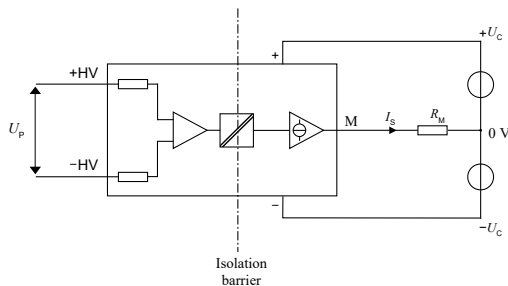 +U_C
+
+HV
U_P
M
I_S
R_M
0 V
−HV
−
−U_C
Isolation
barrier